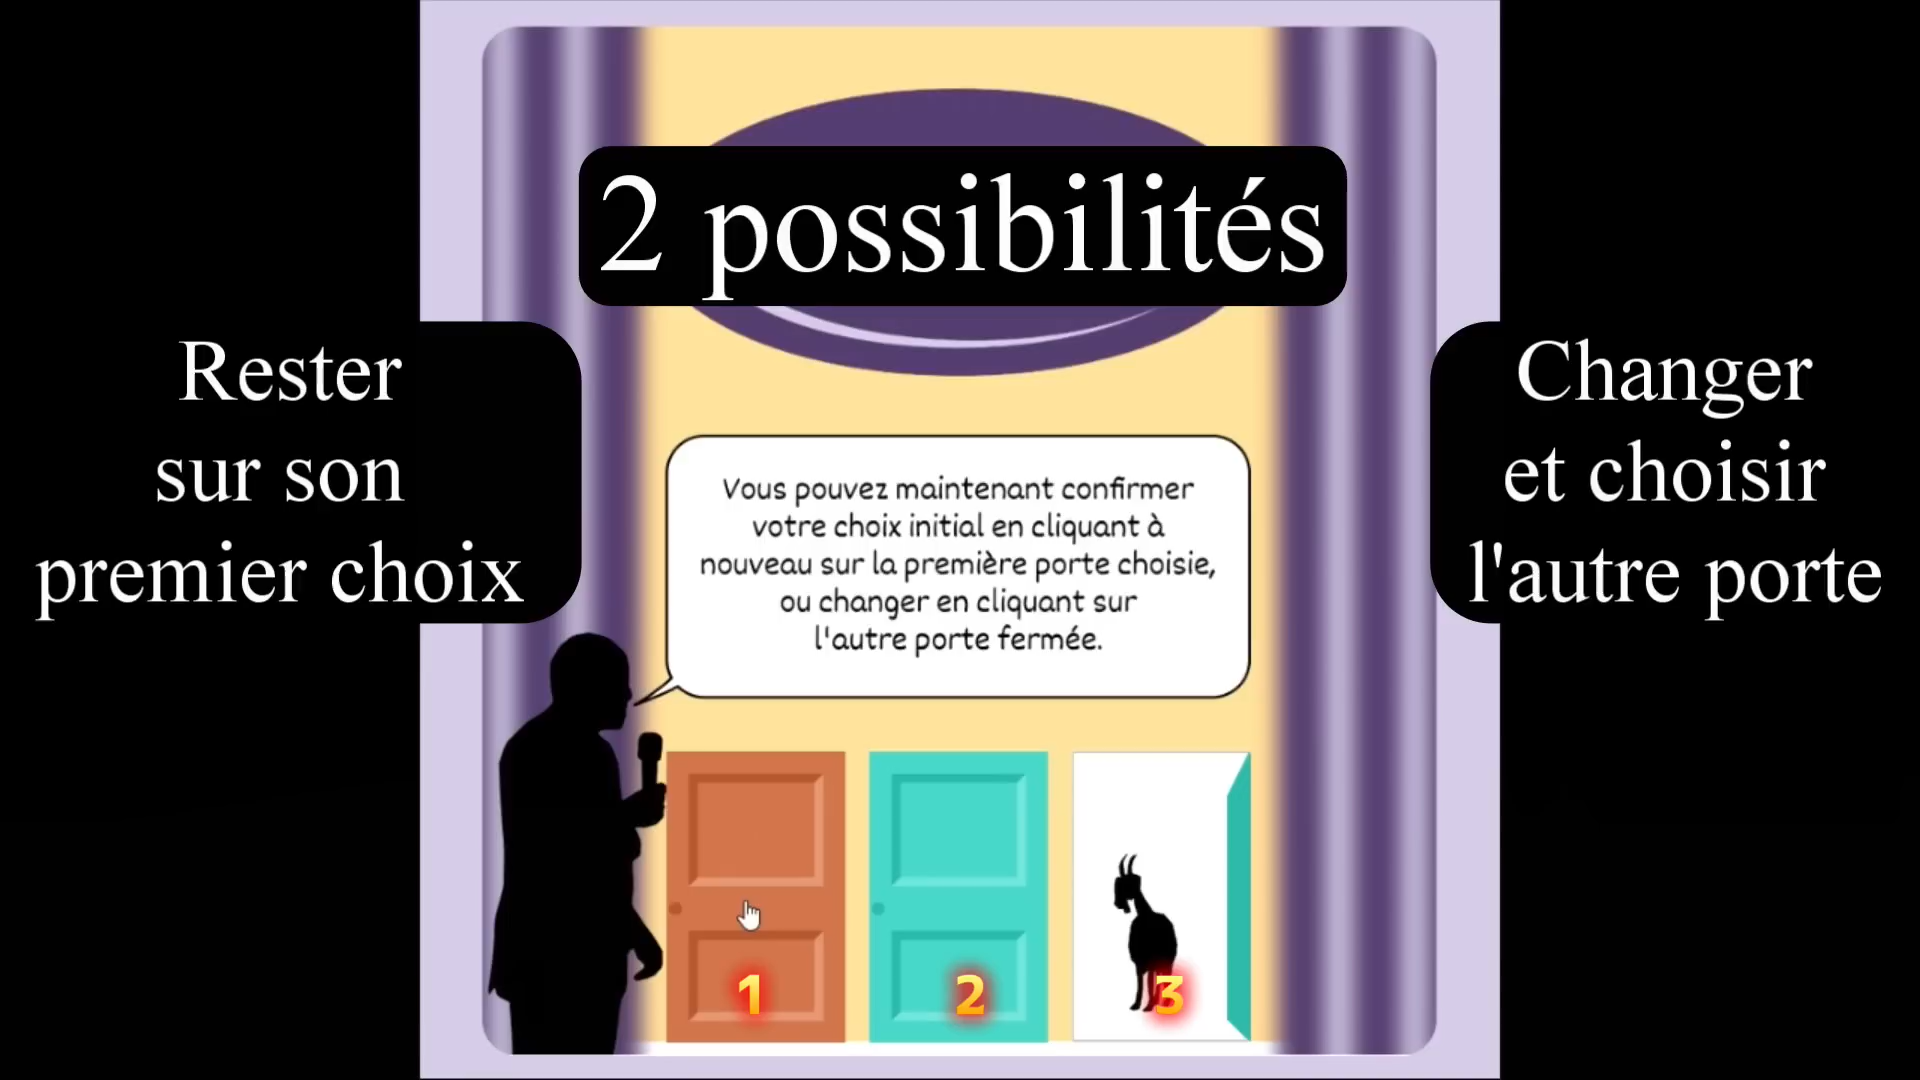 2 possibilités
Rester
sur son
premier choix
Changer
et choisir
l'autre porte
Vous pouvez maintenant confirmer
votre choix initial en cliquant à
nouveau sur la première porte choisie,
ou changer en cliquant sur
l'autre porte fermée.
1
2
3